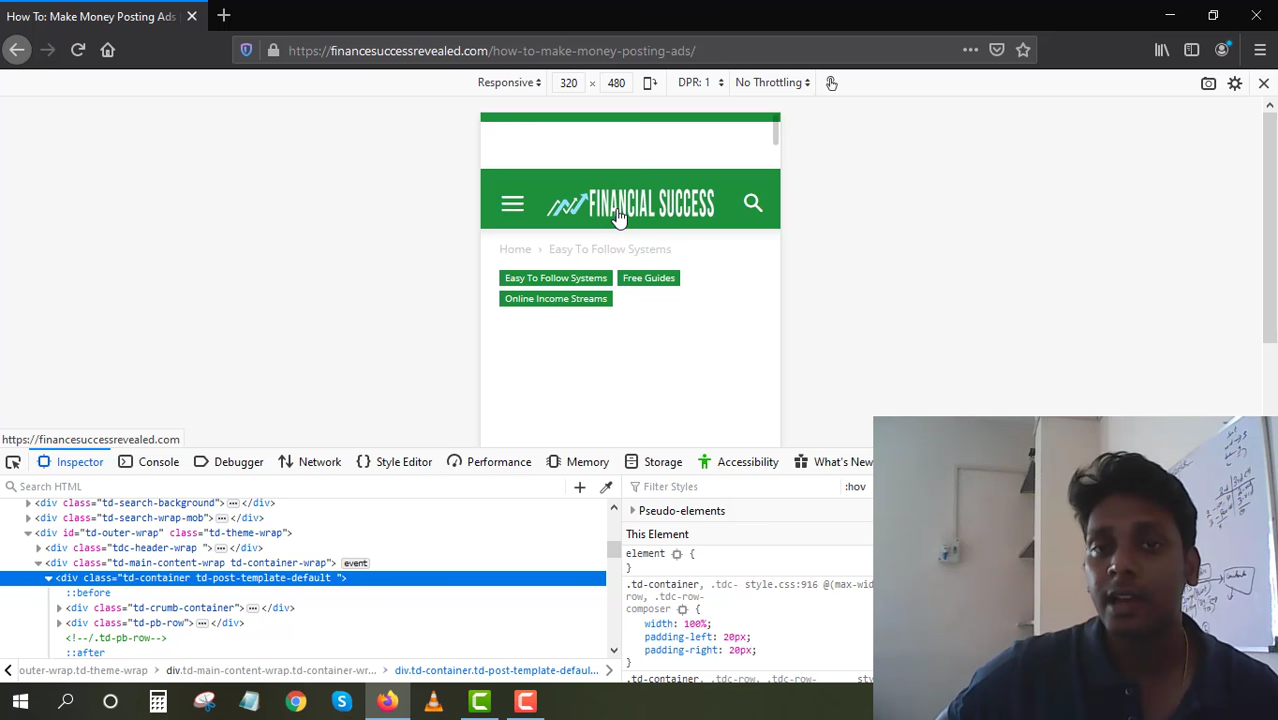 How To: Make Money Posting Ads
https://financesuccessrevealed.com/how-to-make-money-posting-ads/
Responsive 320 × 480 DPR: 1 No Throttling
FINANCIAL SUCCESS
Home › Easy To Follow Systems
Easy To Follow Systems Free Guides
Online Income Streams
https://financesuccessrevealed.com
Inspector Console Debugger Network Style Editor Performance Memory Storage Accessibility What's New
Search HTML
Filter Styles :hov
<div class="td-search-background">…</div>
<div class="td-search-wrap-mob">…</div>
<div id="td-outer-wrap" class="td-theme-wrap">
<div class="tdc-header-wrap ">…</div>
<div class="td-main-content-wrap td-container-wrap"> event
<div class="td-container td-post-template-default ">
::before
<div class="td-crumb-container">…</div>
<div class="td-pb-row">…</div>
<!--/.td-pb-row-->
::after
outer-wrap.td-theme-wrap div.td-main-content-wrap.td-container-wr... div.td-container.td-post-template-defaul...
Pseudo-elements
This Element
element {
}
.td-container, .tdc- style.css:916 @(max-wid
row, .tdc-row-
composer {
width: 100%;
padding-left: 20px;
padding-right: 20px;
}
.td-container, .tdc-row, .tdc-row-